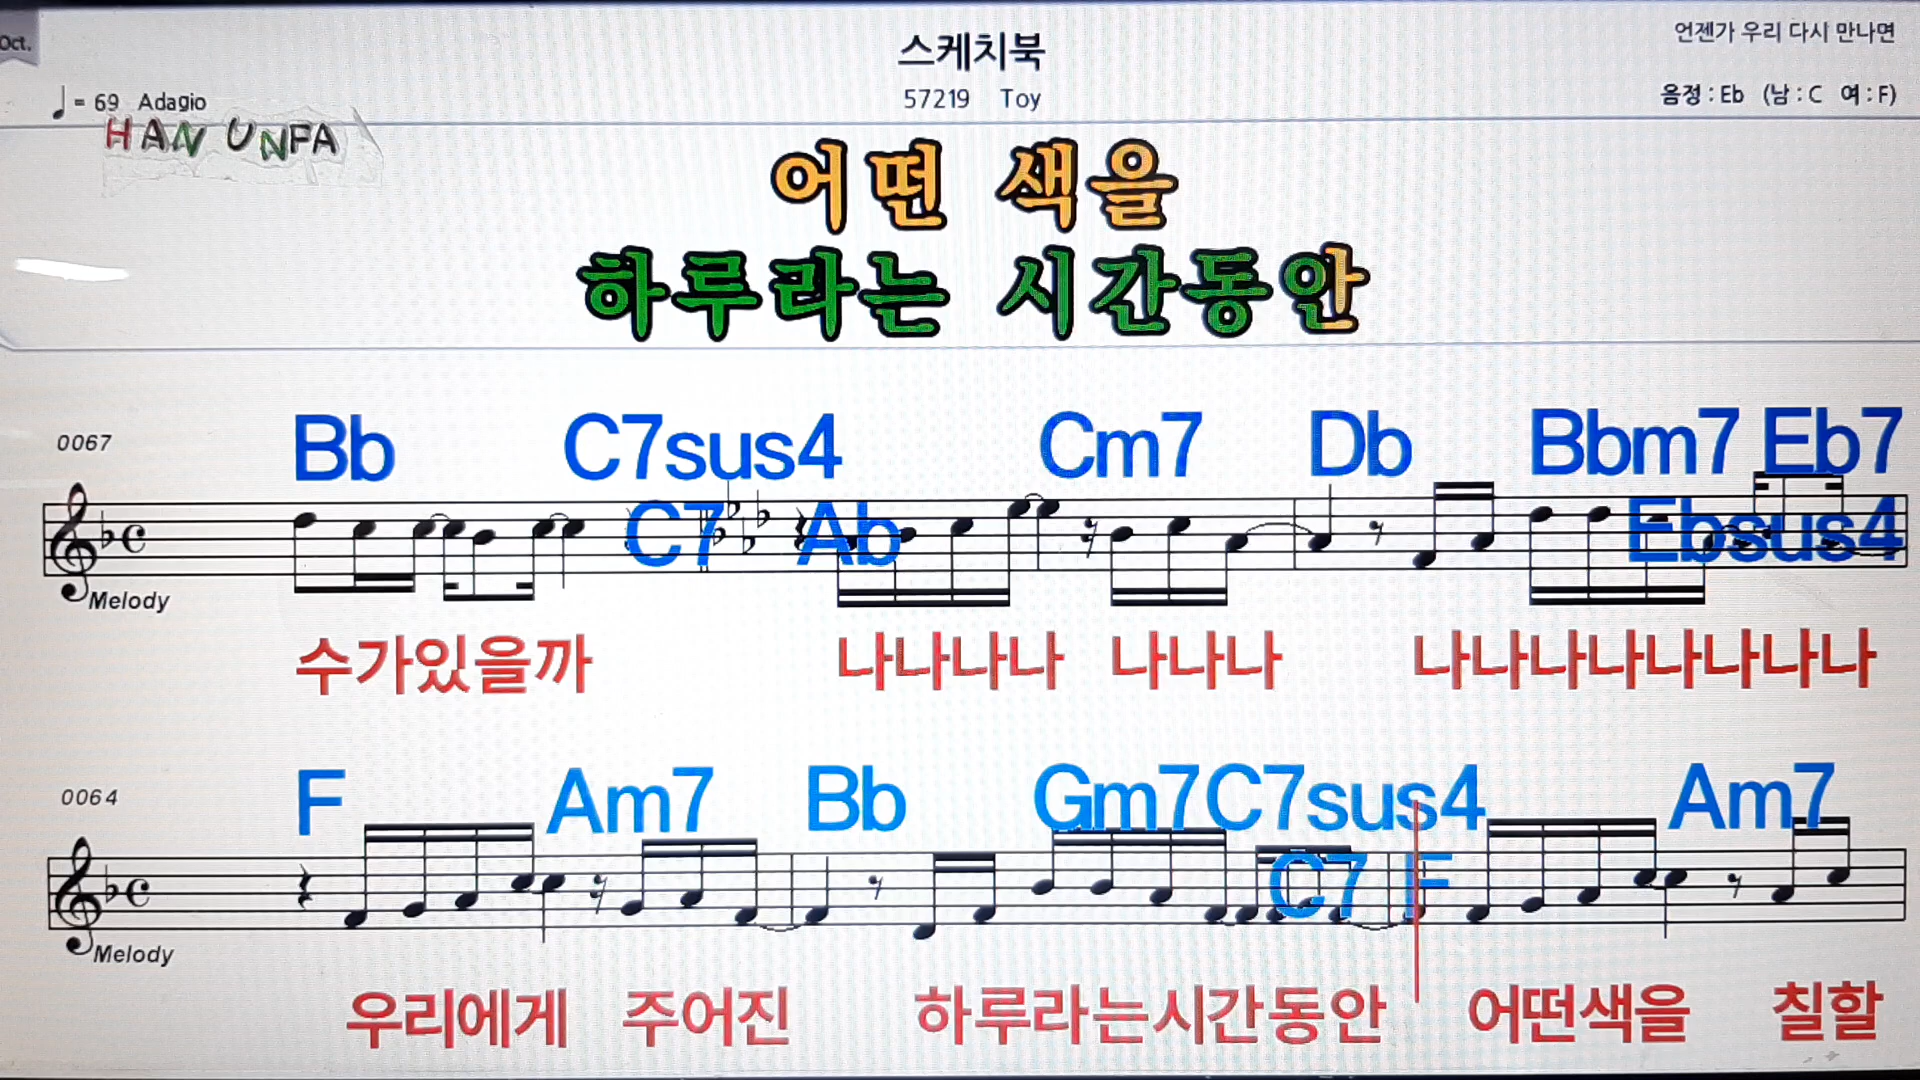 Oct.
스케치북
언젠가 우리 다시 만나면
♩= 69 Adagio
57219 Toy
음정 : Eb (남 : C 여 : F)
HAN UNFA
어떤 색을
하루라는 시간동안
0067
Bb C7sus4 Cm7 Db Bbm7 Eb7
C7 Ab Ebsus4
Melody
수가있을까 나나나나 나나나 나나나나나나나나
0064
F Am7 Bb Gm7 C7sus4 Am7
C7 F
Melody
우리에게 주어진 하루라는시간동안 어떤색을 칠할